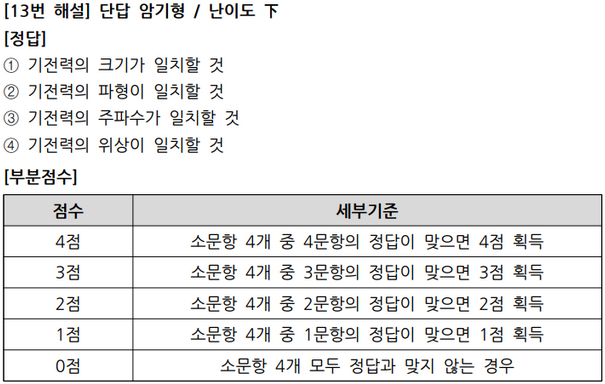 [13번 해설] 단답 암기형 / 난이도 下
[정답]
① 기전력의 크기가 일치할 것
② 기전력의 파형이 일치할 것
③ 기전력의 주파수가 일치할 것
④ 기전력의 위상이 일치할 것
[부분점수]
점수 세부기준
4점 소문항 4개 중 4문항의 정답이 맞으면 4점 획득
3점 소문항 4개 중 3문항의 정답이 맞으면 3점 획득
2점 소문항 4개 중 2문항의 정답이 맞으면 2점 획득
1점 소문항 4개 중 1문항의 정답이 맞으면 1점 획득
0점 소문항 4개 모두 정답과 맞지 않는 경우